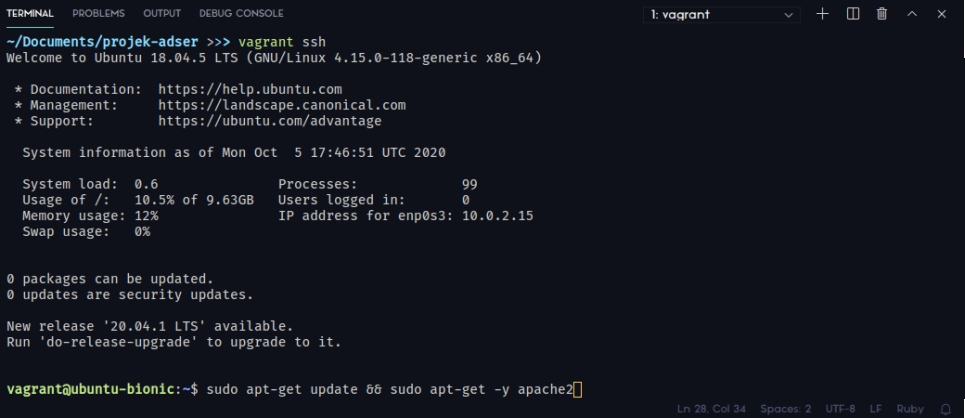 TERMINAL PROBLEMS OUTPUT DEBUG CONSOLE 1: vagrant
~/Documents/projek-adser >>> vagrant ssh
Welcome to Ubuntu 18.04.5 LTS (GNU/Linux 4.15.0-118-generic x86_64)
* Documentation: https://help.ubuntu.com
* Management: https://landscape.canonical.com
* Support: https://ubuntu.com/advantage
System information as of Mon Oct 5 17:46:51 UTC 2020
System load: 0.6 Processes: 99
Usage of /: 10.5% of 9.63GB Users logged in: 0
Memory usage: 12% IP address for enp0s3: 10.0.2.15
Swap usage: 0%
0 packages can be updated.
0 updates are security updates.
New release '20.04.1 LTS' available.
Run 'do-release-upgrade' to upgrade to it.
vagrant@ubuntu-bionic:~$ sudo apt-get update && sudo apt-get -y apache2
Ln 28, Col 34 Spaces: 2 UTF-8 LF Ruby